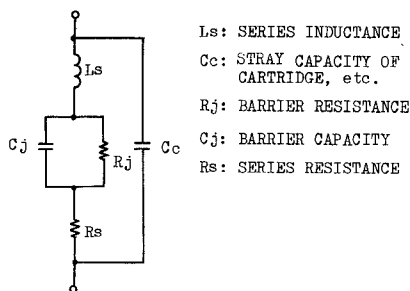 Ls
Cj
Rj
Cc
Rs
Ls: SERIES INDUCTANCE
Cc: STRAY CAPACITY OF
CARTRIDGE, etc.
Rj: BARRIER RESISTANCE
Cj: BARRIER CAPACITY
Rs: SERIES RESISTANCE